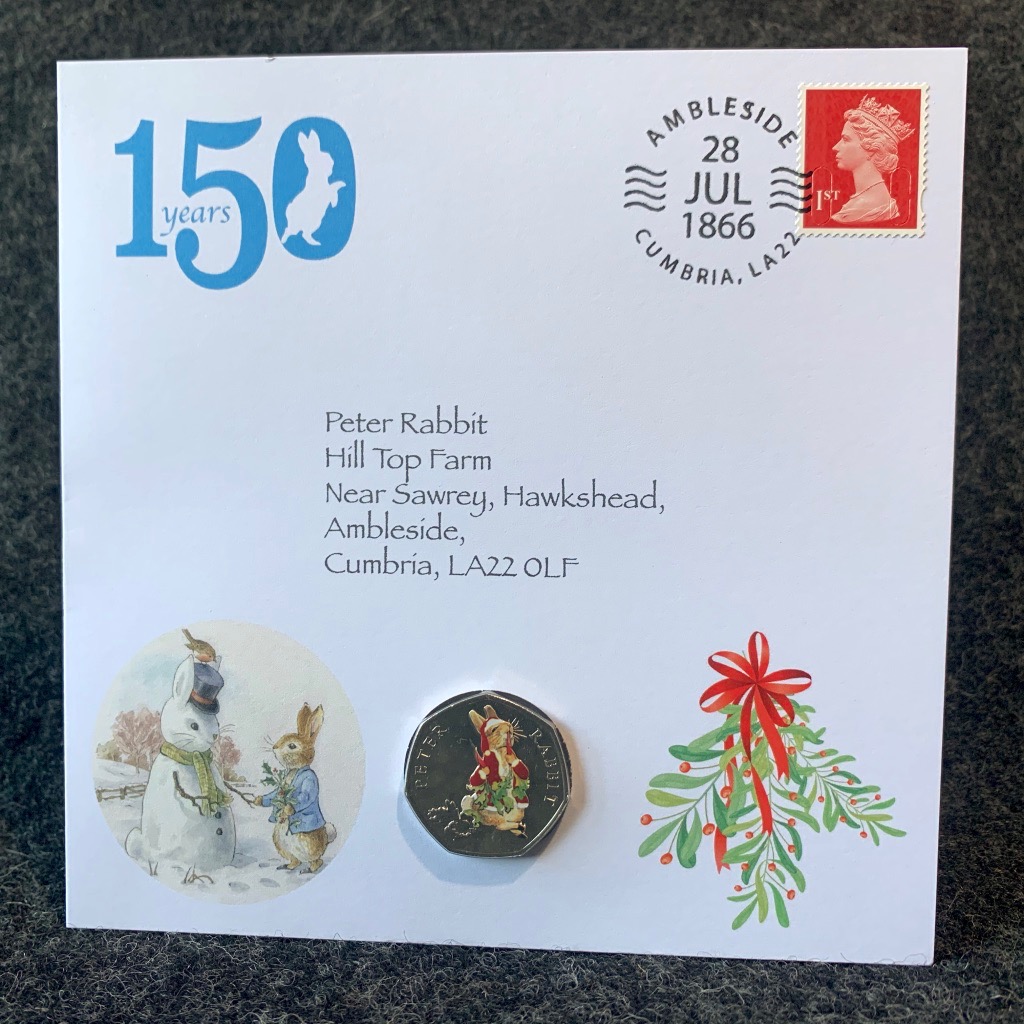 150
years
AMBLESIDE
28
JUL
1866
CUMBRIA, LA22
1ST
Peter Rabbit
Hill Top Farm
Near Sawrey, Hawkshead,
Ambleside,
Cumbria, LA22 0LF
PETER RABBIT